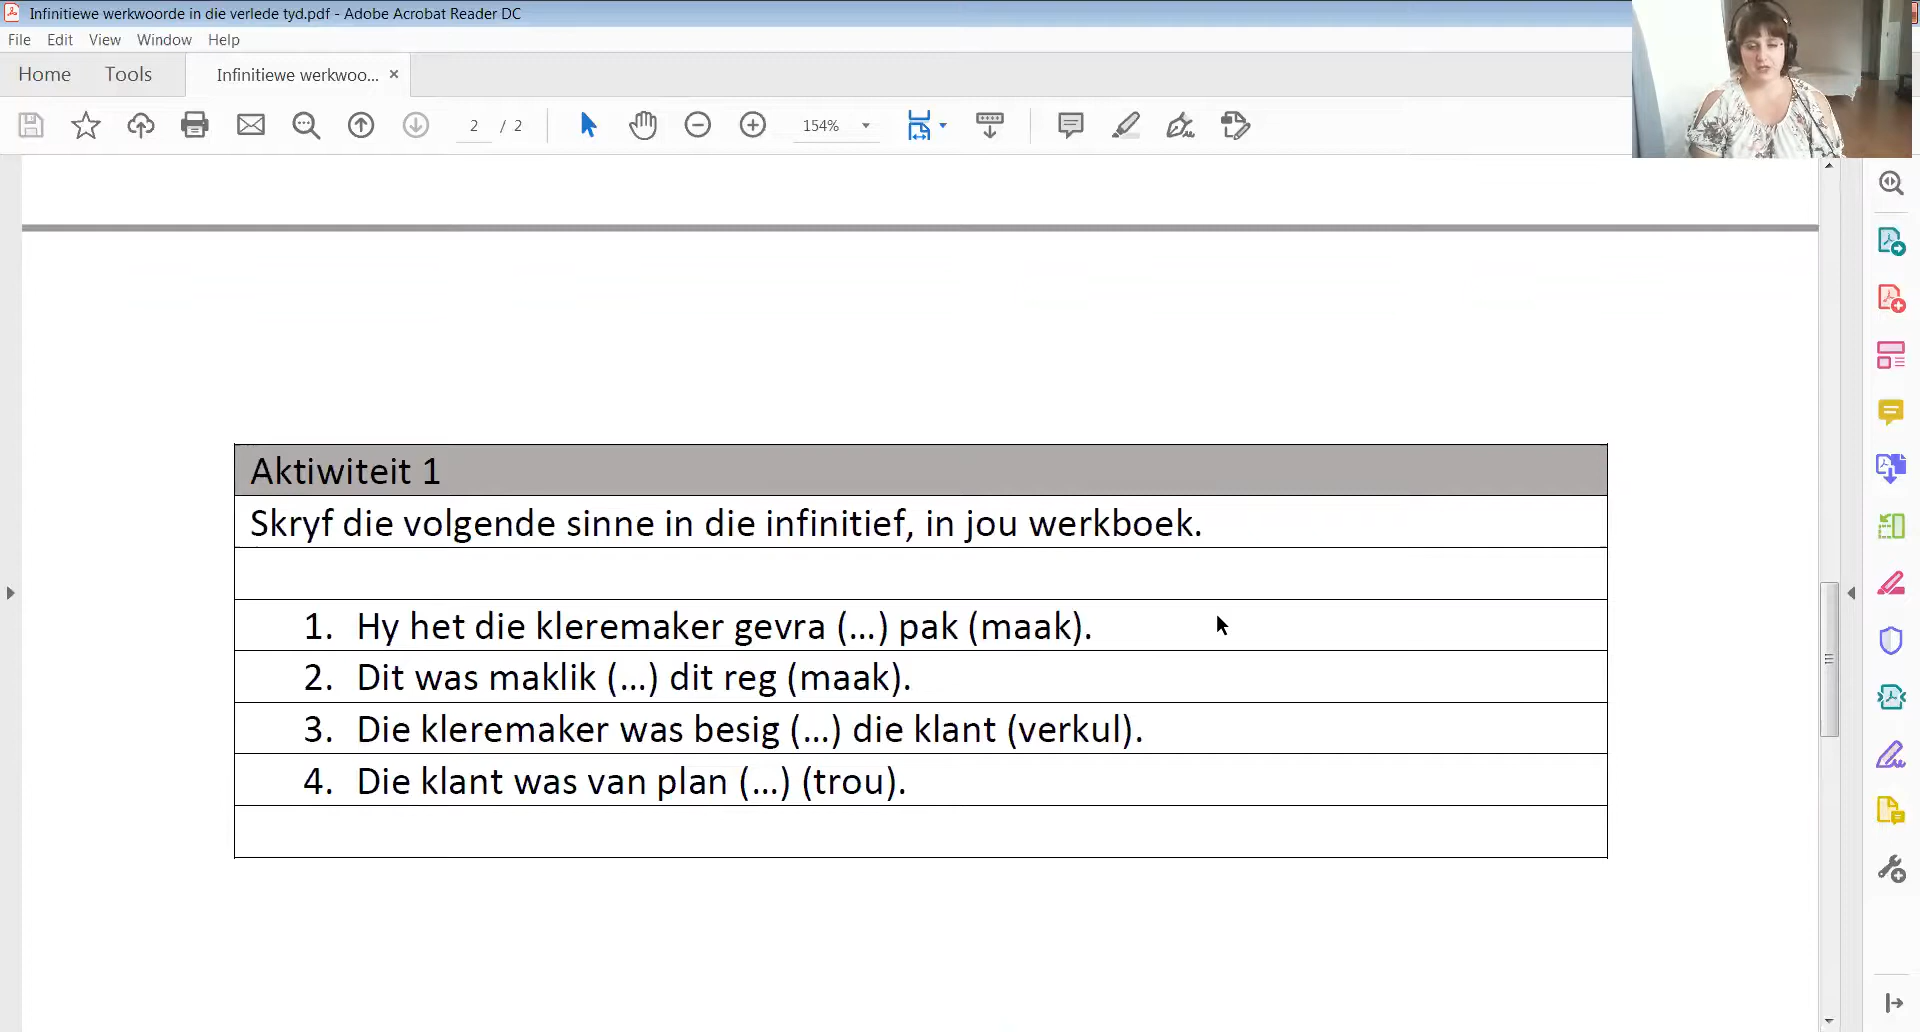 Infinitiewe werkwoorde in die verlede tyd.pdf - Adobe Acrobat Reader DC
File Edit View Window Help
Home Tools Infinitiewe werkwoo... ×
2 / 2 154%
Aktiwiteit 1
Skryf die volgende sinne in die infinitief, in jou werkboek.
1. Hy het die kleremaker gevra (...) pak (maak).
2. Dit was maklik (...) dit reg (maak).
3. Die kleremaker was besig (...) die klant (verkul).
4. Die klant was van plan (...) (trou).